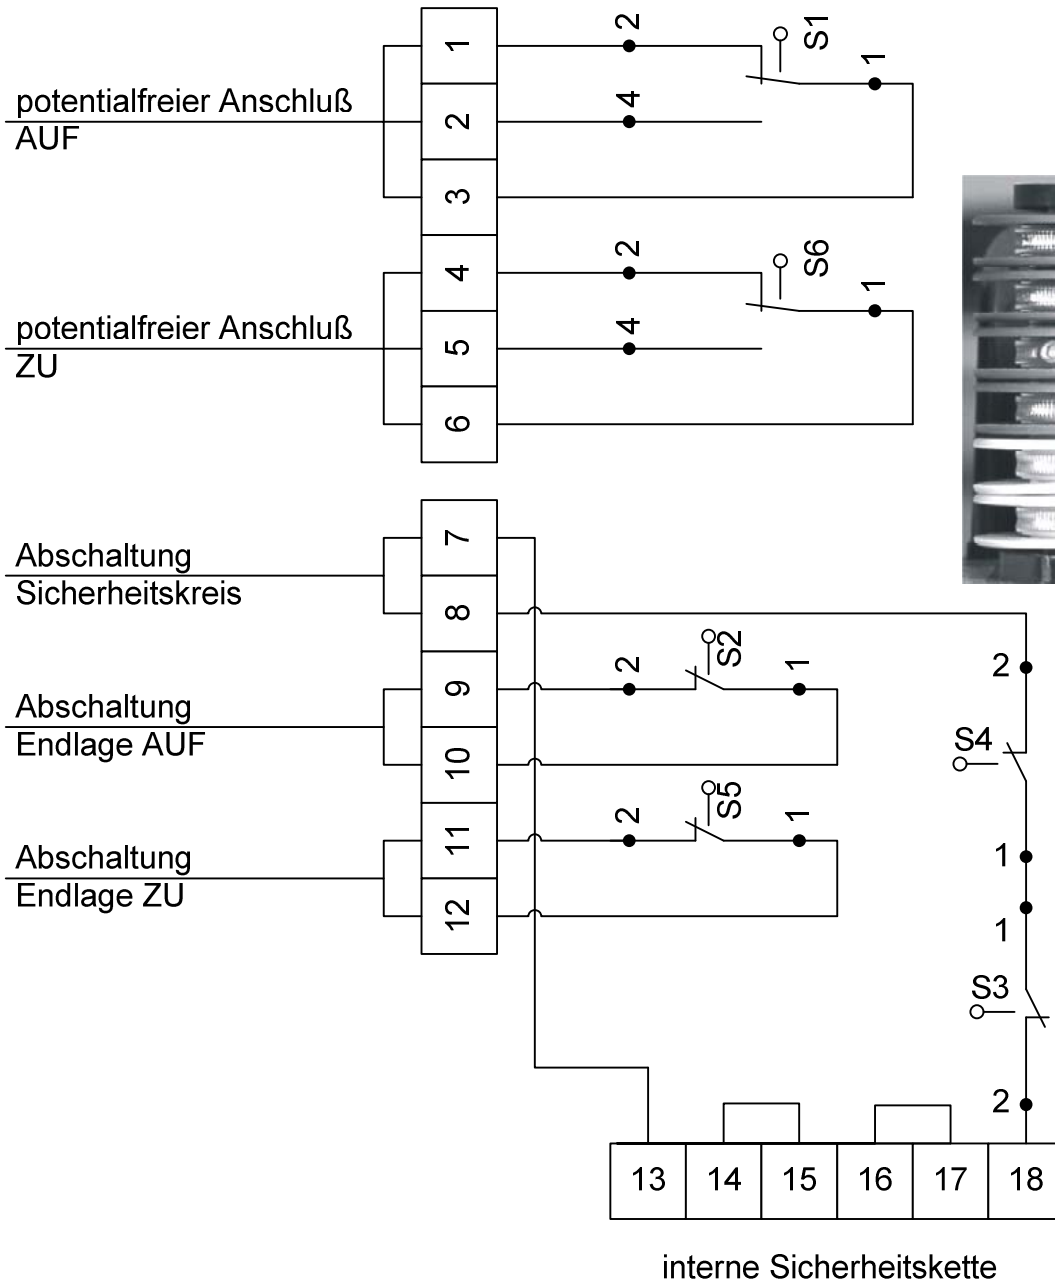 1
2
S1
1
potentialfreier Anschluß
AUF
2
4
3
4
2
S6
1
potentialfreier Anschluß
ZU
5
4
6
7
Abschaltung
Sicherheitskreis
8
9
2
S2
1
2
Abschaltung
Endlage AUF
10
S4
11
2
S5
1
Abschaltung
Endlage ZU
12
1
1
S3
2
13 14 15 16 17 18
interne Sicherheitskette